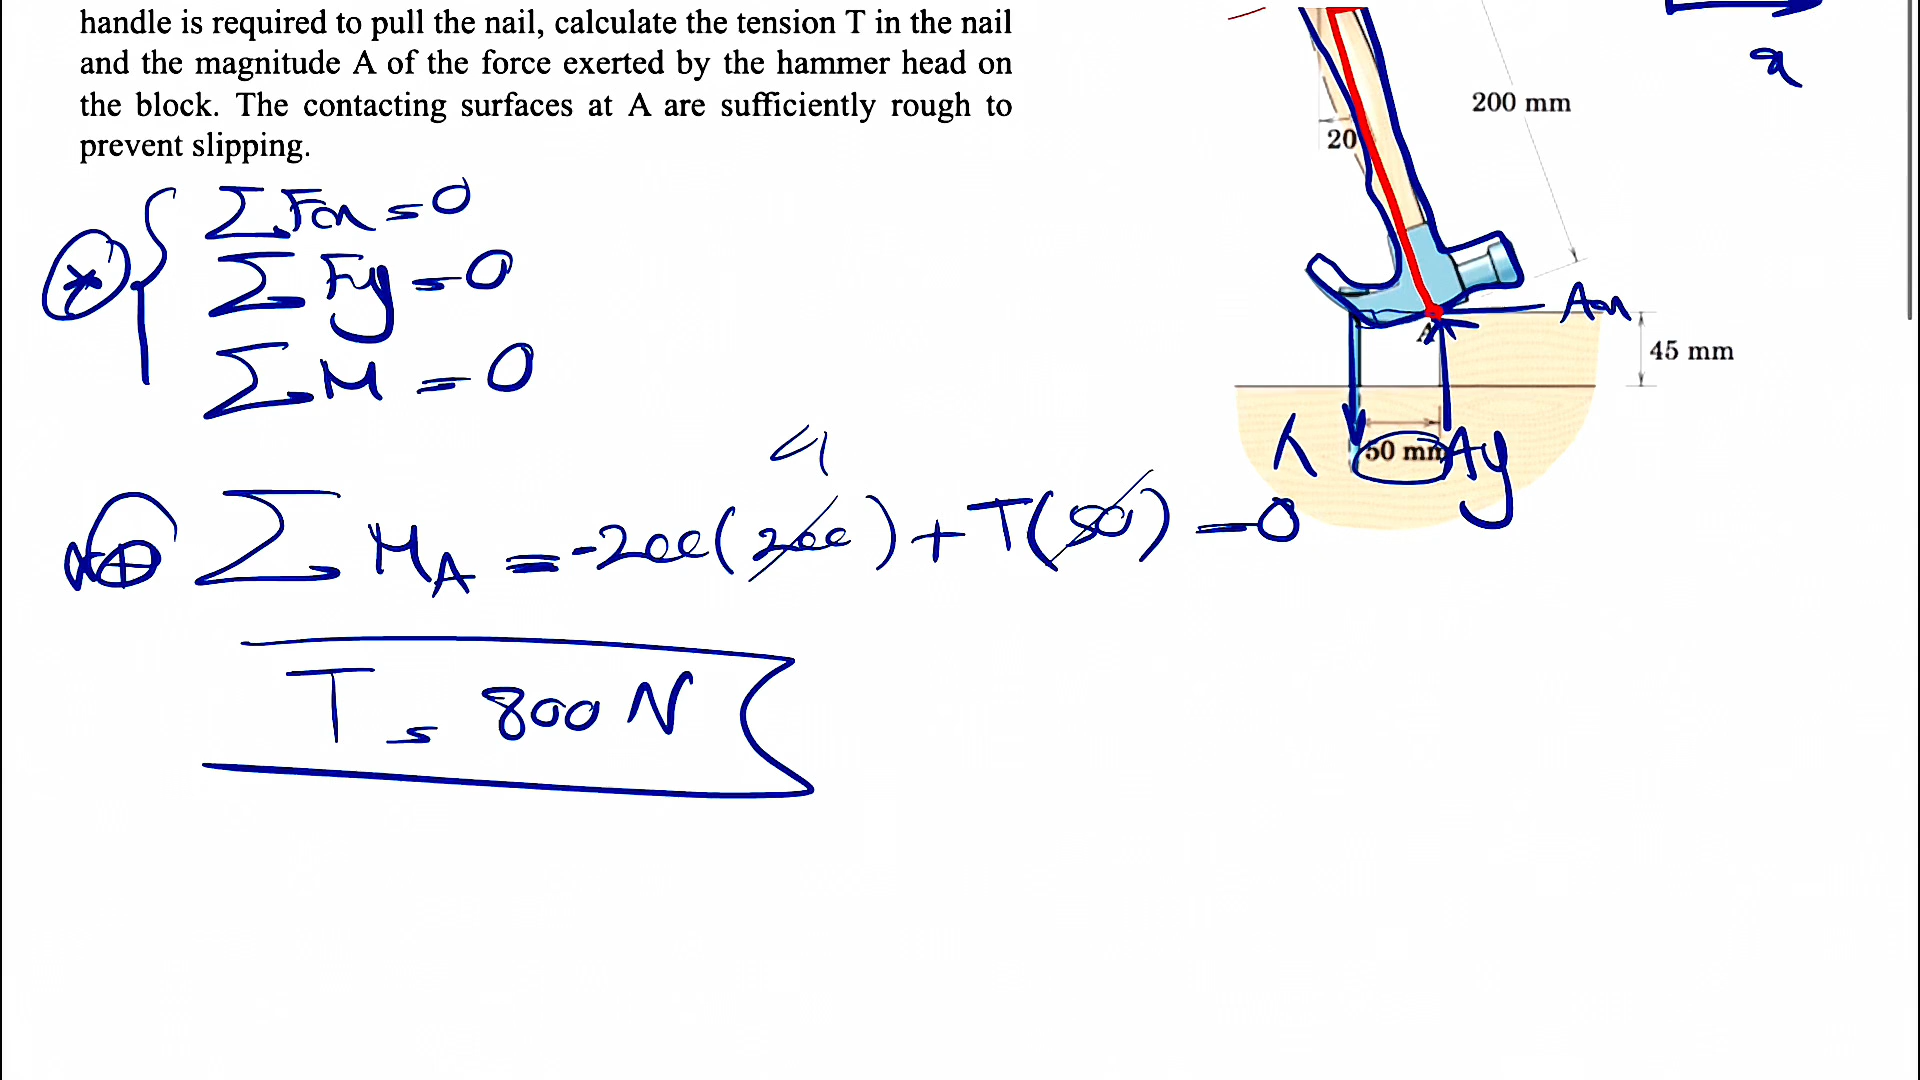 handle is required to pull the nail, calculate the tension T in the nail
and the magnitude A of the force exerted by the hammer head on
the block. The contacting surfaces at A are sufficiently rough to
prevent slipping.
200 mm
20
A
45 mm
50 mm
Ay
ΣFx = 0
ΣFy = 0
ΣM = 0
4
ΣM_A = -200(200) + T(50) = 0
T = 800 N